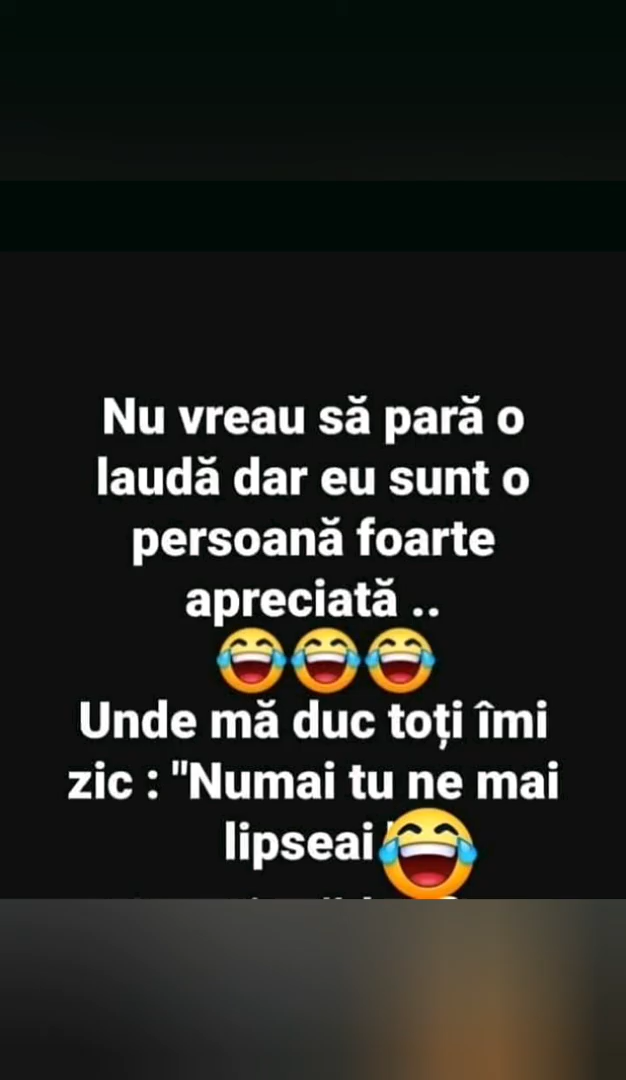 Nu vreau să pară o
laudă dar eu sunt o
persoană foarte
apreciată ..
😂😂😂
Unde mă duc toți îmi
zic : "Numai tu ne mai
lipseai 😂